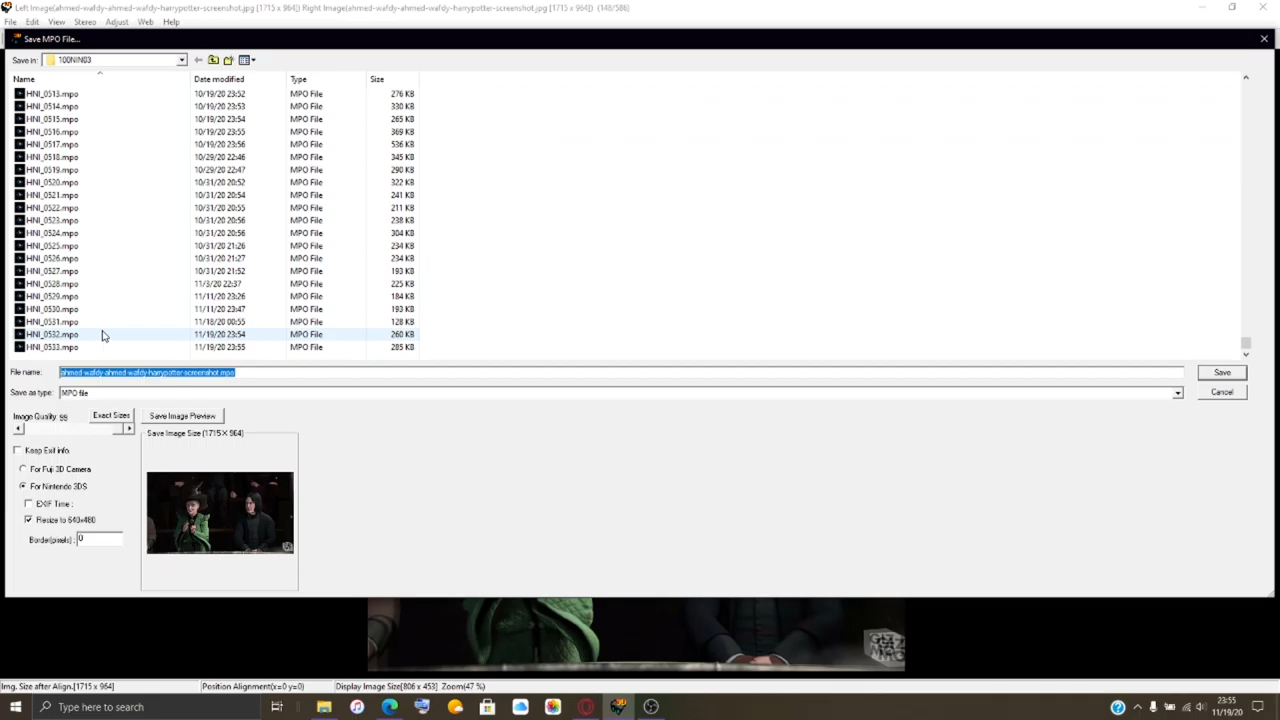 Left Image(ahmed-wafdy-ahmed-wafdy-harrypotter-screenshot.jpg [1715 x 964]) Right Image(ahmed-wafdy-ahmed-wafdy-harrypotter-screenshot.jpg [1715 x 964]) (148/586)
File Edit View Stereo Adjust Web Help
Save MPO File...
Save in: 100NIN03
Name Date modified Type Size
HNI_0513.mpo 10/19/20 23:52 MPO File 276 KB
HNI_0514.mpo 10/19/20 23:53 MPO File 330 KB
HNI_0515.mpo 10/19/20 23:54 MPO File 265 KB
HNI_0516.mpo 10/19/20 23:55 MPO File 369 KB
HNI_0517.mpo 10/19/20 23:56 MPO File 536 KB
HNI_0518.mpo 10/29/20 22:46 MPO File 345 KB
HNI_0519.mpo 10/29/20 22:47 MPO File 290 KB
HNI_0520.mpo 10/31/20 20:52 MPO File 322 KB
HNI_0521.mpo 10/31/20 20:54 MPO File 241 KB
HNI_0522.mpo 10/31/20 20:55 MPO File 211 KB
HNI_0523.mpo 10/31/20 20:56 MPO File 238 KB
HNI_0524.mpo 10/31/20 20:56 MPO File 304 KB
HNI_0525.mpo 10/31/20 21:26 MPO File 234 KB
HNI_0526.mpo 10/31/20 21:27 MPO File 234 KB
HNI_0527.mpo 10/31/20 21:52 MPO File 193 KB
HNI_0528.mpo 11/3/20 22:37 MPO File 225 KB
HNI_0529.mpo 11/11/20 23:26 MPO File 184 KB
HNI_0530.mpo 11/11/20 23:47 MPO File 193 KB
HNI_0531.mpo 11/18/20 00:55 MPO File 128 KB
HNI_0532.mpo 11/19/20 23:54 MPO File 260 KB
HNI_0533.mpo 11/19/20 23:55 MPO File 285 KB
File name: ahmed-wafdy-ahmed-wafdy-harrypotter-screenshot.mpo Save
Save as type: MPO file Cancel
Image Quality: 99 Exact Sizes Save Image Preview
Save Image Size (1715X 964)
Keep Exif info.
For Fuji 3D Camera
For Nintendo 3DS
EXIF Time :
Resize to 640x480
Border(pixels) : 0
Img. Size after Align.[1715 x 964] Position Alignment(x=0 y=0) Display Image Size[806 x 453] Zoom(47 %)
Type here to search
23:55
11/19/20